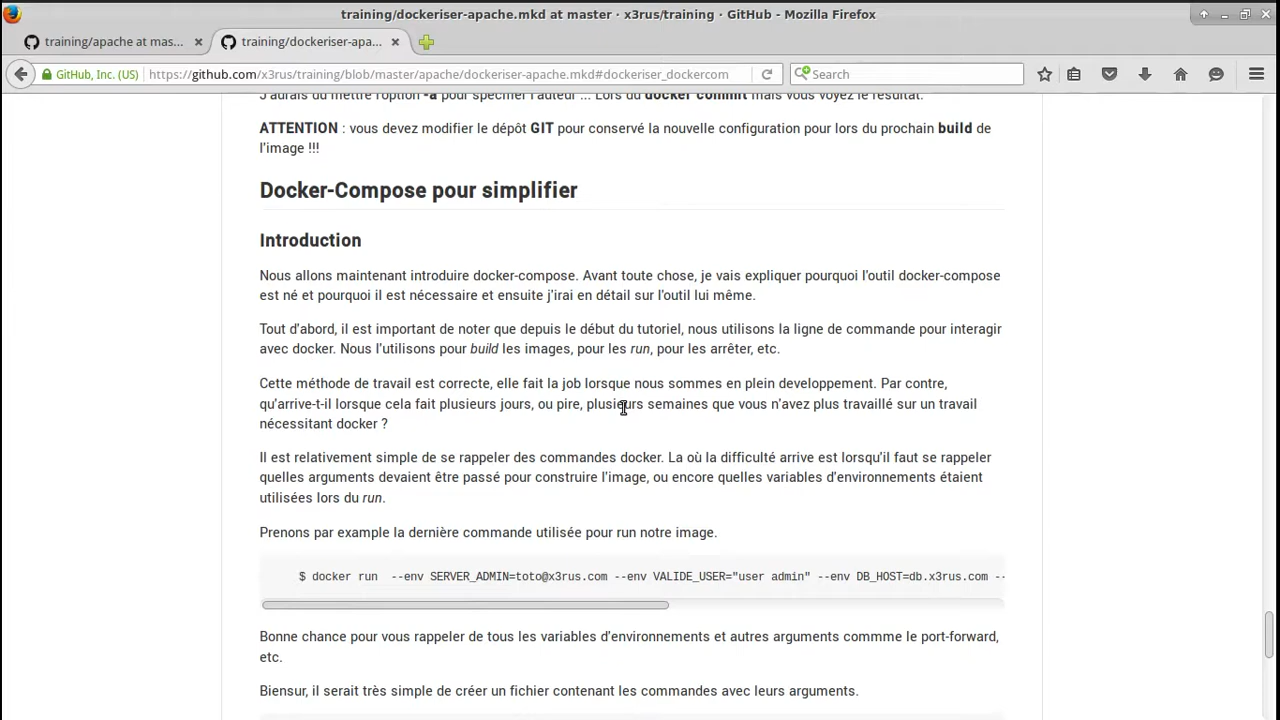 training/dockeriser-apache.mkd at master · x3rus/training · GitHub - Mozilla Firefox
training/apache at mas...
training/dockeriser-apa...
GitHub, Inc. (US)
https://github.com/x3rus/training/blob/master/apache/dockeriser-apache.mkd#dockeriser_dockercom
Search
J'aurais du mettre l'option -a pour spécifier l'auteur ... Lors du docker commit mais vous voyez le résultat.
ATTENTION : vous devez modifier le dépôt GIT pour conservé la nouvelle configuration pour lors du prochain build de
l'image !!!
Docker-Compose pour simplifier
Introduction
Nous allons maintenant introduire docker-compose. Avant toute chose, je vais expliquer pourquoi l'outil docker-compose
est né et pourquoi il est nécessaire et ensuite j'irai en détail sur l'outil lui même.
Tout d'abord, il est important de noter que depuis le début du tutoriel, nous utilisons la ligne de commande pour interagir
avec docker. Nous l'utilisons pour build les images, pour les run, pour les arrêter, etc.
Cette méthode de travail est correcte, elle fait la job lorsque nous sommes en plein developpement. Par contre,
qu'arrive-t-il lorsque cela fait plusieurs jours, ou pire, plusieurs semaines que vous n'avez plus travaillé sur un travail
nécessitant docker ?
Il est relativement simple de se rappeler des commandes docker. La où la difficulté arrive est lorsqu'il faut se rappeler
quelles arguments devaient être passé pour construire l'image, ou encore quelles variables d'environnements étaient
utilisées lors du run.
Prenons par example la dernière commande utilisée pour run notre image.
$ docker run  --env SERVER_ADMIN=toto@x3rus.com --env VALIDE_USER="user admin" --env DB_HOST=db.x3rus.com --
Bonne chance pour vous rappeler de tous les variables d'environnements et autres arguments commme le port-forward,
etc.
Biensur, il serait très simple de créer un fichier contenant les commandes avec leurs arguments.